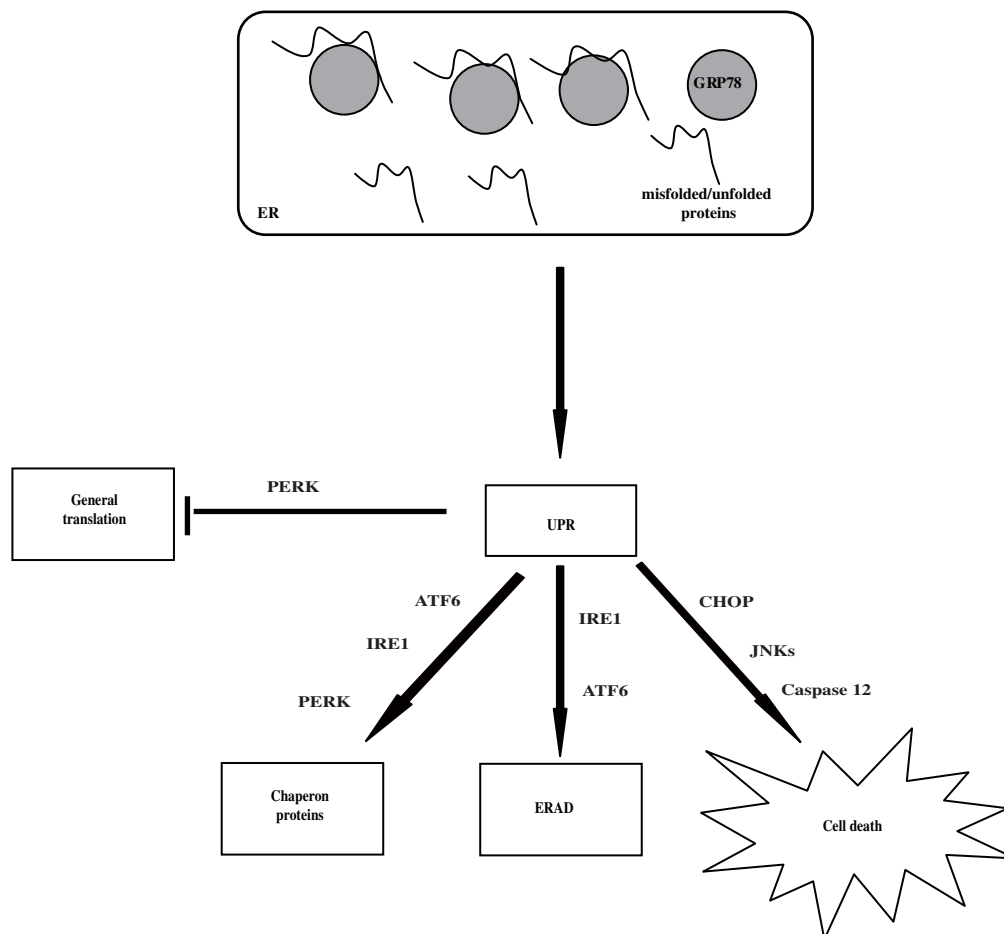 GRP78
misfolded/unfolded
proteins
ER
General
translation
PERK
UPR
ATF6
IRE1
PERK
IRE1
ATF6
CHOP
JNKs
Caspase 12
Chaperon
proteins
ERAD
Cell death